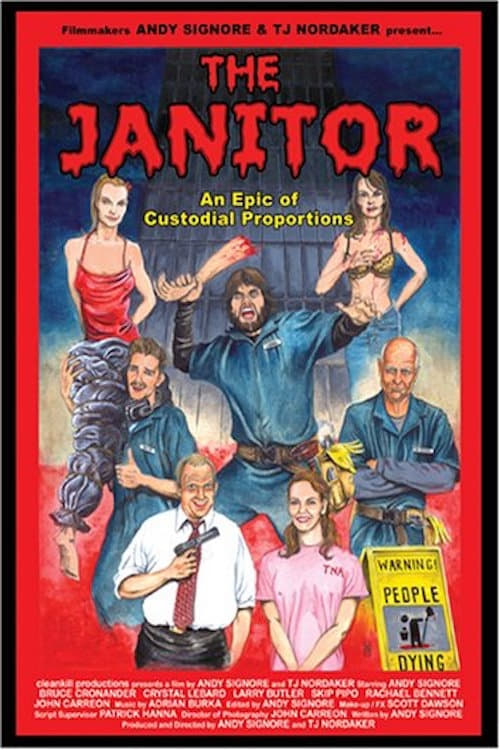 Filmmakers ANDY SIGNORE & TJ NORDAKER present...
THE
JANITOR
An Epic of
Custodial Proportions
TNA
WARNING!
PEOPLE
DYING
cleankill productions presents a film by ANDY SIGNORE and TJ NORDAKER Starring ANDY SIGNORE
BRUCE CRONANDER CRYSTAL LEBARD LARRY BUTLER SKIP PIPO RACHAEL BENNETT
JOHN CARREON Music by ADRIAN BURKA Edited by ANDY SIGNORE Make-up / FX SCOTT DAWSON
Script Supervisor PATRICK HANNA Director of Photography JOHN CARREON Written by ANDY SIGNORE
Produced and Directed by ANDY SIGNORE and TJ NORDAKER